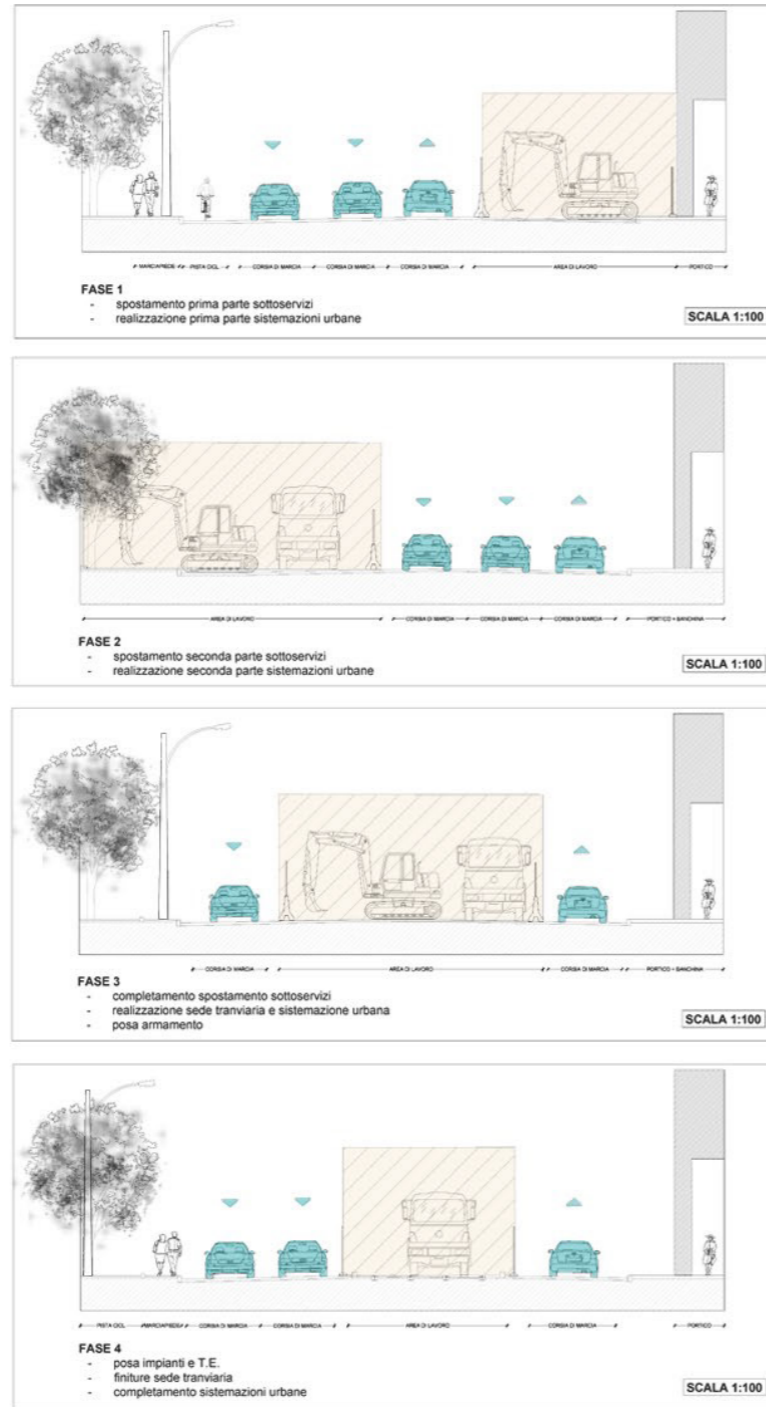 MARCIAPIEDE PISTA CICL. CORSIA DI MARCIA CORSIA DI MARCIA CORSIA DI MARCIA AREA DI LAVORO PORTICO
FASE 1
- spostamento prima parte sottoservizi
- realizzazione prima parte sistemazioni urbane
SCALA 1:100
AREA DI LAVORO CORSIA DI MARCIA CORSIA DI MARCIA CORSIA DI MARCIA PORTICO + BANCHINA
FASE 2
- spostamento seconda parte sottoservizi
- realizzazione seconda parte sistemazioni urbane
SCALA 1:100
CORSIA DI MARCIA AREA DI LAVORO CORSIA DI MARCIA PORTICO + BANCHINA
FASE 3
- completamento spostamento sottoservizi
- realizzazione sede tranviaria e sistemazione urbana
- posa armamento
SCALA 1:100
PISTA CICL. MARCIAPIEDE CORSIA DI MARCIA CORSIA DI MARCIA AREA DI LAVORO CORSIA DI MARCIA PORTICO
FASE 4
- posa impianti e T.E.
- finiture sede tranviaria
- completamento sistemazioni urbane
SCALA 1:100